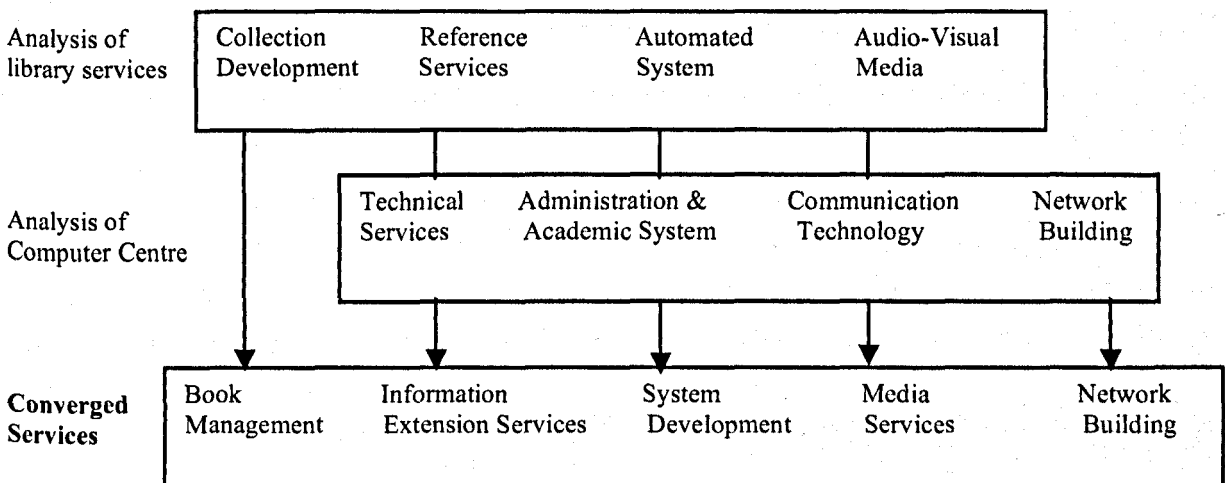 Analysis of
library services
Collection
Development
Reference
Services
Automated
System
Audio-Visual
Media
Analysis of
Computer Centre
Technical
Services
Administration &
Academic System
Communication
Technology
Network
Building
Converged
Services
Book
Management
Information
Extension Services
System
Development
Media
Services
Network
Building